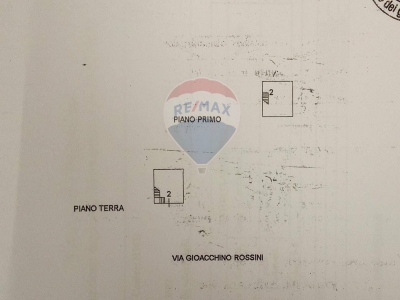 2
RE/MAX
PIANO PRIMO
2
PIANO TERRA
VIA GIOACCHINO ROSSINI